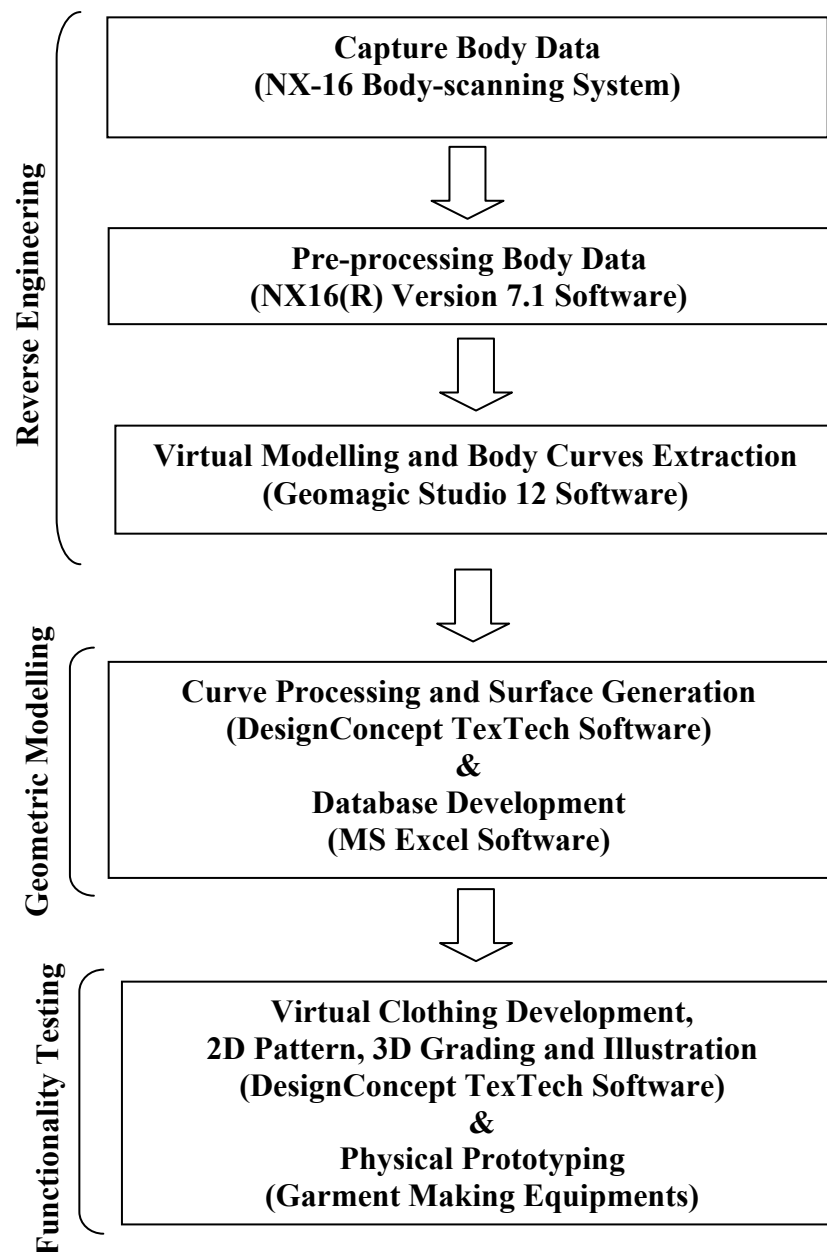 Reverse Engineering
Capture Body Data
(NX-16 Body-scanning System)
Pre-processing Body Data
(NX16(R) Version 7.1 Software)
Virtual Modelling and Body Curves Extraction
(Geomagic Studio 12 Software)
Geometric Modelling
Curve Processing and Surface Generation
(DesignConcept TexTech Software)
&
Database Development
(MS Excel Software)
Functionality Testing
Virtual Clothing Development,
2D Pattern, 3D Grading and Illustration
(DesignConcept TexTech Software)
&
Physical Prototyping
(Garment Making Equipments)